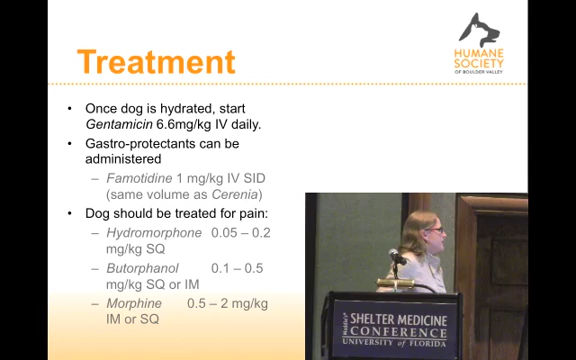 HUMANE
SOCIETY
OF BOULDER VALLEY
Treatment
• Once dog is hydrated, start
Gentamicin 6.6mg/kg IV daily.
• Gastro-protectants can be
administered
– Famotidine 1 mg/kg IV SID
(same volume as Cerenia)
• Dog should be treated for pain:
– Hydromorphone 0.05 – 0.2
mg/kg SQ
– Butorphanol 0.1 – 0.5
mg/kg SQ or IM
– Morphine 0.5 – 2 mg/kg
IM or SQ
Maddie's
SHELTER MEDICINE
CONFERENCE
UNIVERSITY of FLORIDA